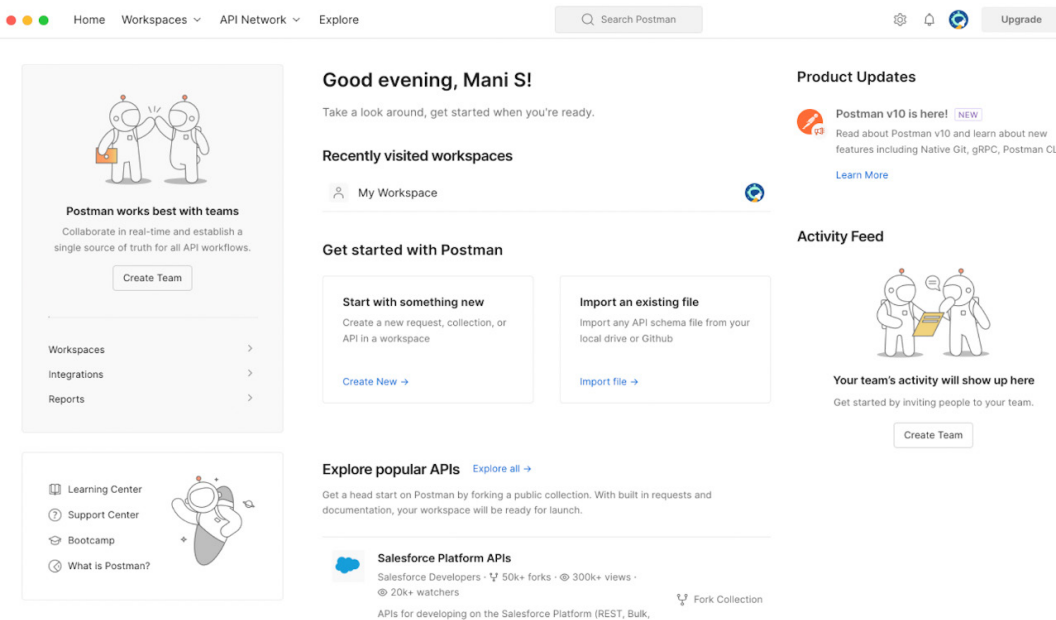 Home
Workspaces
API Network
Explore
Search Postman
Upgrade
Postman works best with teams
Collaborate in real-time and establish a
single source of truth for all API workflows.
Create Team
Workspaces
Integrations
Reports
Learning Center
Support Center
Bootcamp
What is Postman?
Good evening, Mani S!
Take a look around, get started when you're ready.
Recently visited workspaces
My Workspace
Get started with Postman
Start with something new
Create a new request, collection, or
API in a workspace
Create New →
Import an existing file
Import any API schema file from your
local drive or Github
Import file →
Explore popular APIs Explore all →
Get a head start on Postman by forking a public collection. With built in requests and
documentation, your workspace will be ready for launch.
Salesforce Platform APIs
Salesforce Developers · 50k+ forks · 300k+ views ·
20k+ watchers
Fork Collection
APIs for developing on the Salesforce Platform (REST, Bulk,
Product Updates
Postman v10 is here! NEW
Read about Postman v10 and learn about new
features including Native Git, gRPC, Postman CL
Learn More
Activity Feed
Your team's activity will show up here
Get started by inviting people to your team.
Create Team